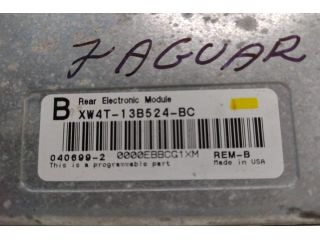 JAGUAR
B Rear Electronic Module
XW4T-13B524-BC
040699-2 0000EBBCG1XM REM-B
This is a programmable part Made in USA